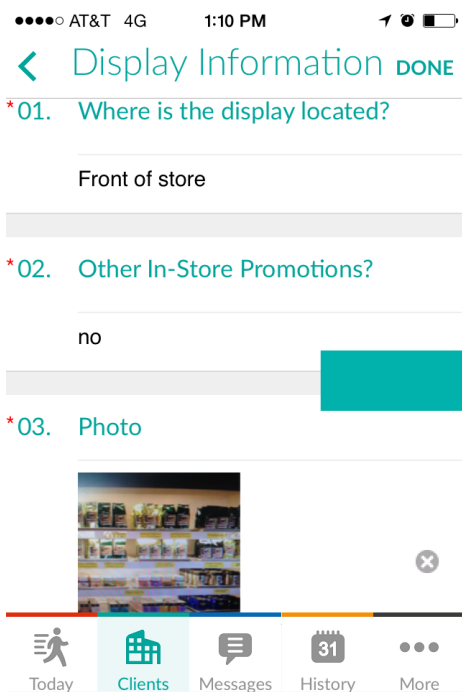 AT&T 4G 1:10 PM
Display Information DONE
*01. Where is the display located?
Front of store
*02. Other In-Store Promotions?
no
*03. Photo
31
Today Clients Messages History More